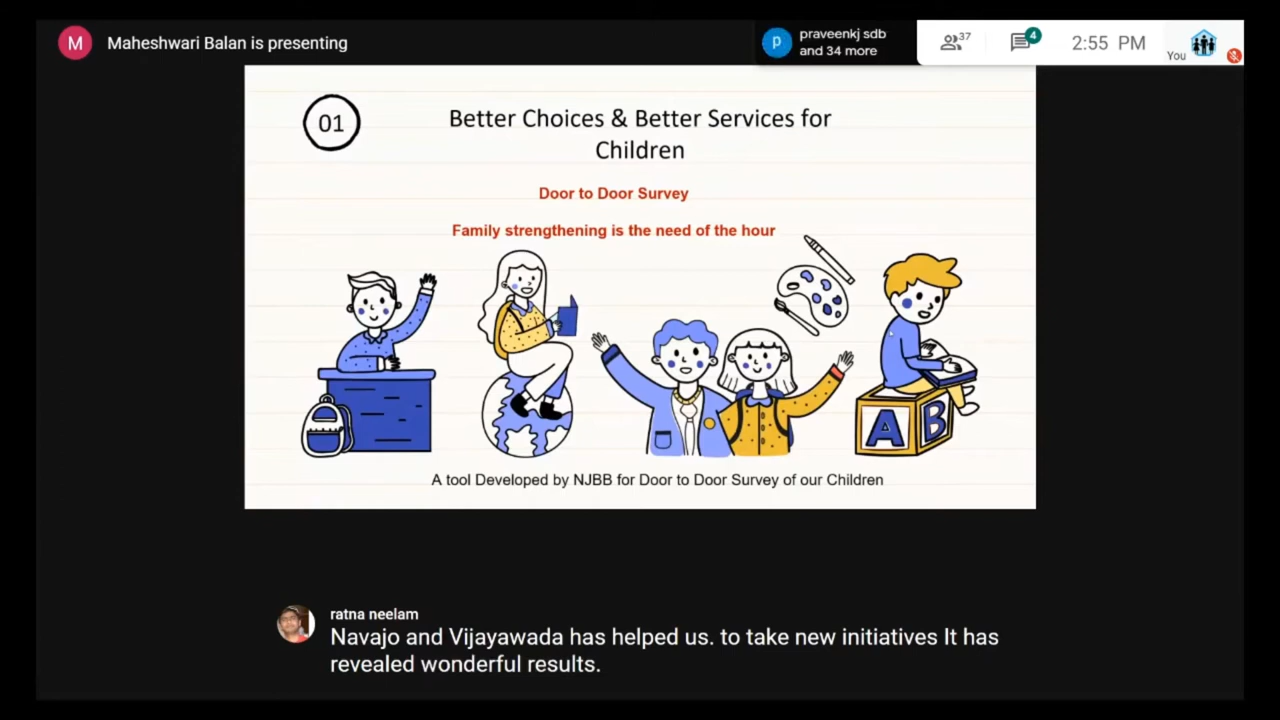 M
Maheshwari Balan is presenting
p
praveenkj sdb
and 34 more
37
4
2:55 PM
You
01
Better Choices & Better Services for
Children
Door to Door Survey
Family strengthening is the need of the hour
A B
A tool Developed by NJBB for Door to Door Survey of our Children
ratna neelam
Navajo and Vijayawada has helped us. to take new initiatives It has
revealed wonderful results.